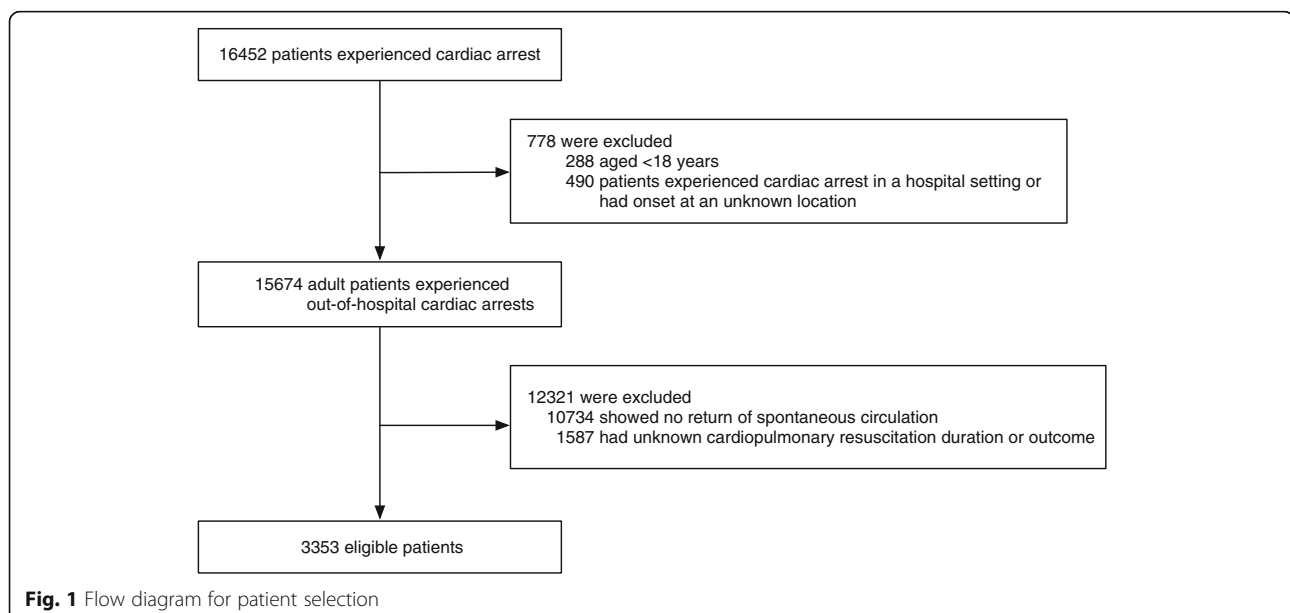 16452 patients experienced cardiac arrest
778 were excluded
288 aged <18 years
490 patients experienced cardiac arrest in a hospital setting or
had onset at an unknown location
15674 adult patients experienced
out-of-hospital cardiac arrests
12321 were excluded
10734 showed no return of spontaneous circulation
1587 had unknown cardiopulmonary resuscitation duration or outcome
3353 eligible patients
Fig. 1 Flow diagram for patient selection